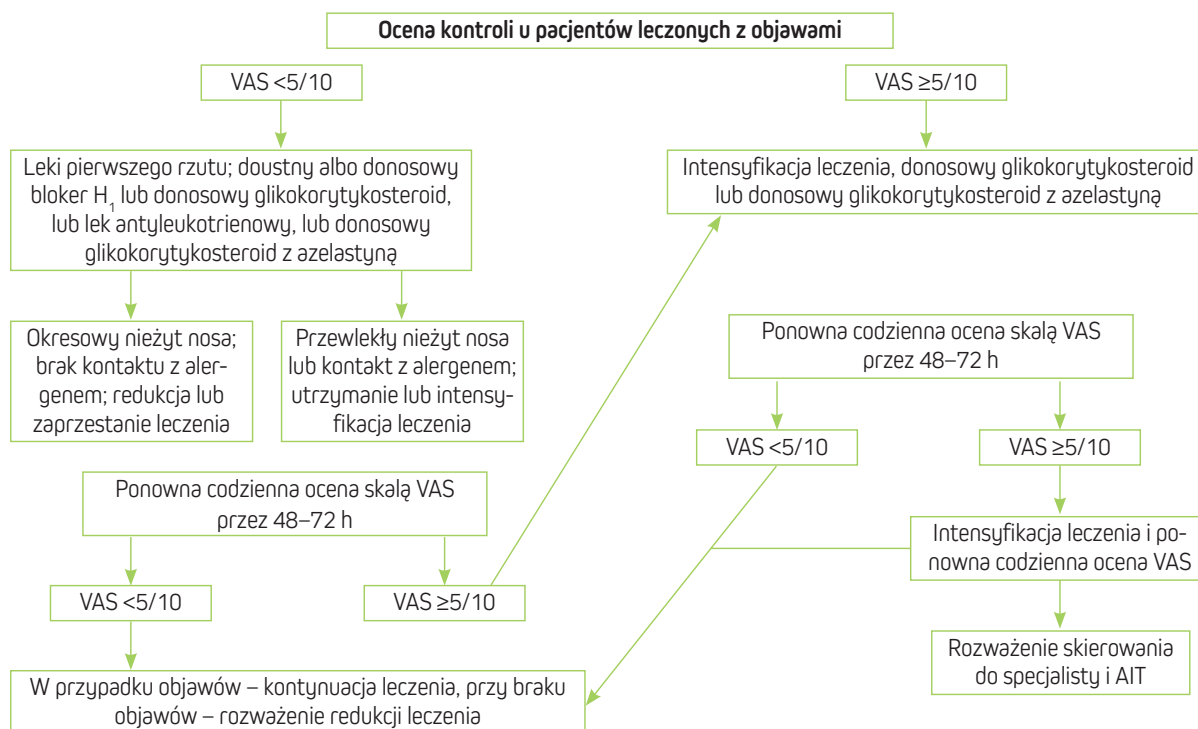 Ocena kontroli u pacjentów leczonych z objawami
VAS <5/10
VAS ≥5/10
Leki pierwszego rzutu; doustny albo donosowy
bloker H₁ lub donosowy glikokortykosteroid,
lub lek antyleukotrienowy, lub donosowy
glikokorytykosteroid z azelastyną
Intensyfikacja leczenia, donosowy glikokorytykosteroid
lub donosowy glikokorytykosteroid z azelastyną
Okresowy nieżyt nosa;
brak kontaktu z aler-
genem; redukcja lub
zaprzestanie leczenia
Przewlekły nieżyt nosa
lub kontakt z alergenem;
utrzymanie lub intensy-
fikacja leczenia
Ponowna codzienna ocena skalą VAS
przez 48–72 h
VAS <5/10
VAS ≥5/10
Ponowna codzienna ocena skalą VAS
przez 48–72 h
VAS <5/10
VAS ≥5/10
Intensyfikacja leczenia i po-
nowna codzienna ocena VAS
Rozważenie skierowania
do specjalisty i AIT
W przypadku objawów – kontynuacja leczenia, przy braku
objawów – rozważenie redukcji leczenia